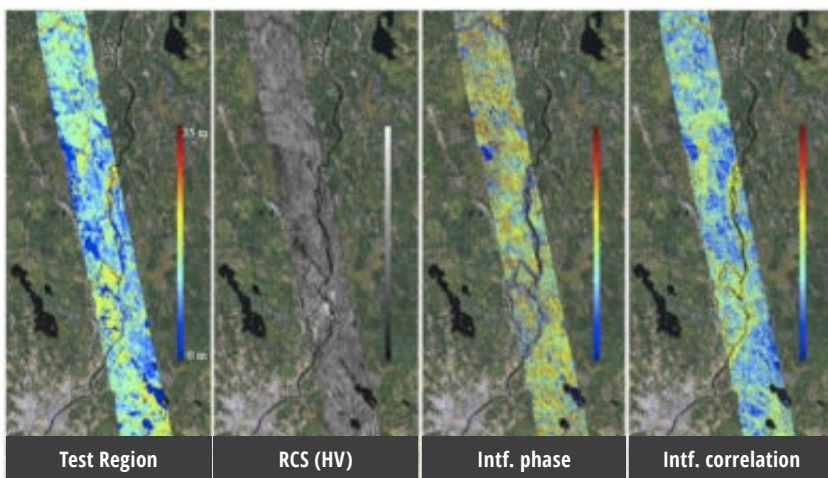 35 m
0 m
Test Region
RCS (HV)
Intf. phase
Intf. correlation